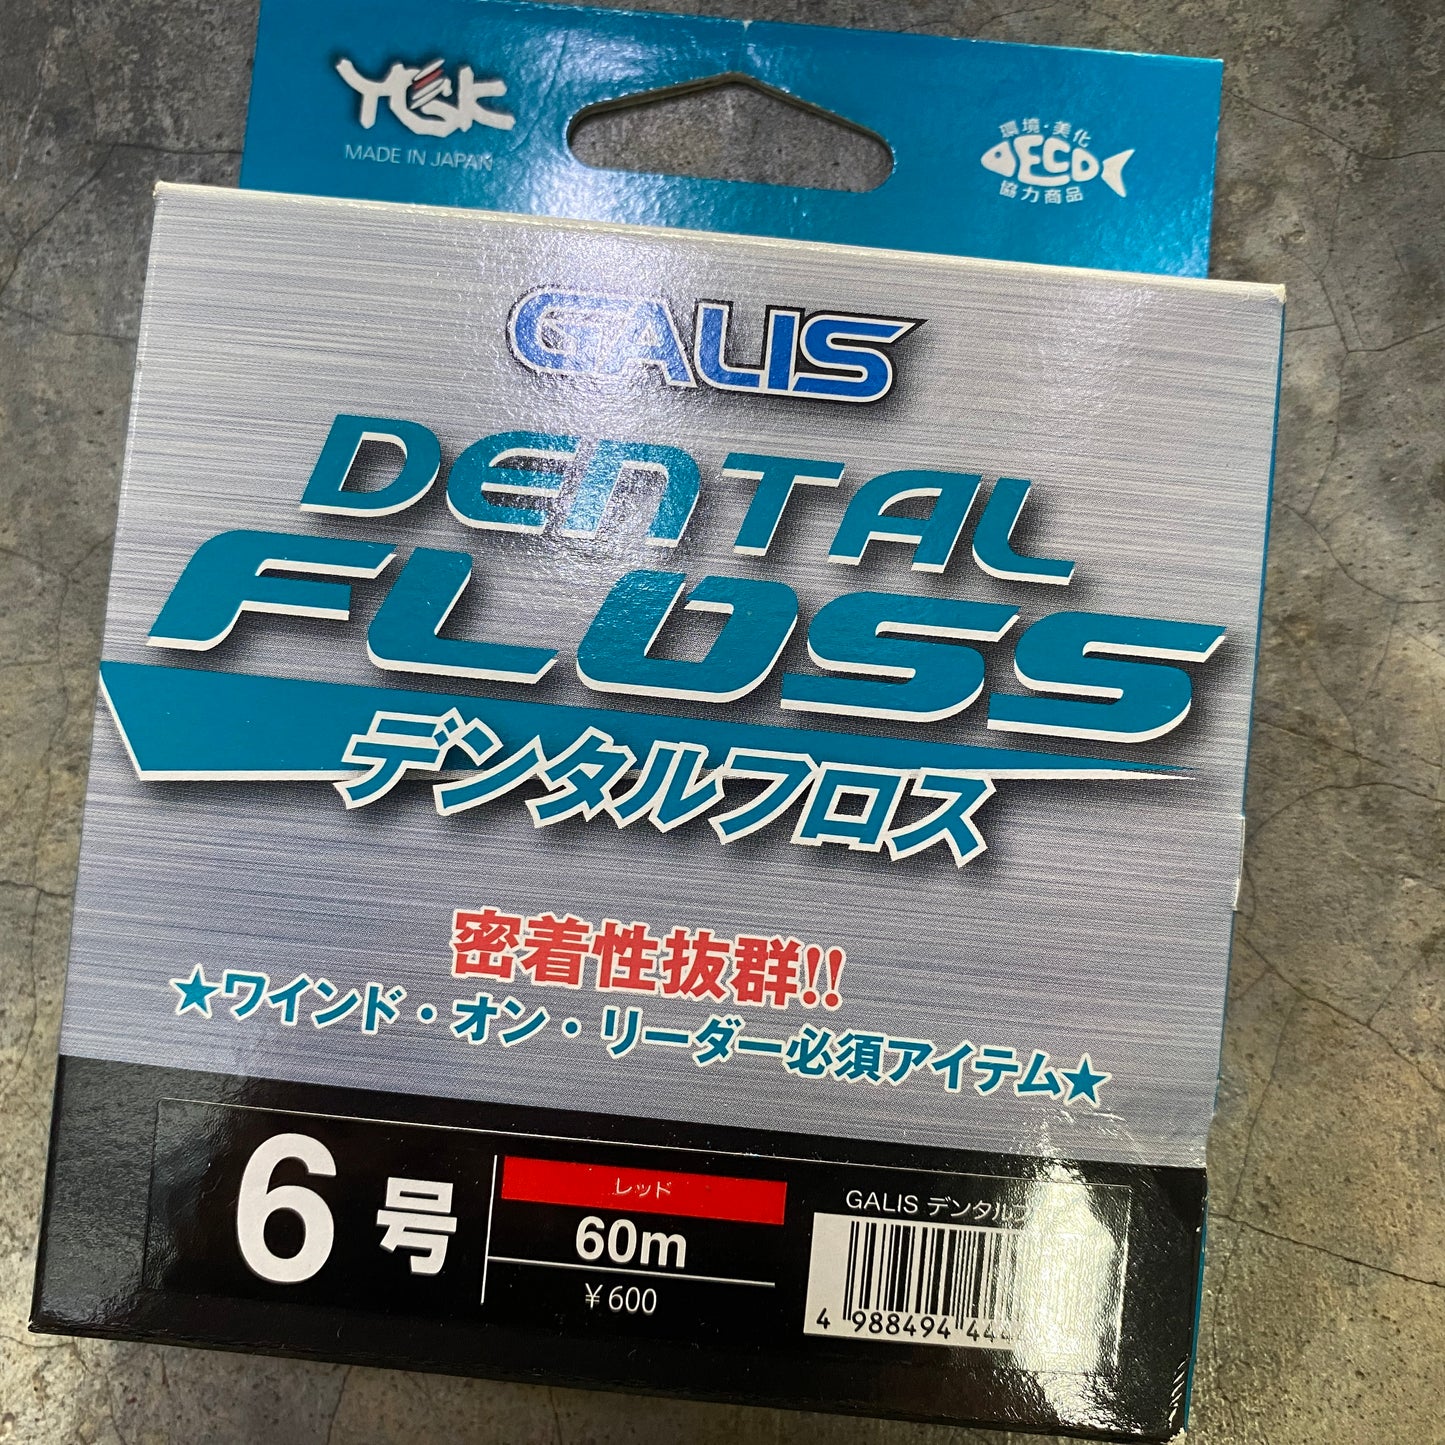 YGK
MADE IN JAPAN
環境・美化
ECO
協力商品
GALIS
DENTAL
FLOSS
デンタルフロス
密着性抜群!!
★ワインド・オン・リーダー必須アイテム★
6号
レッド
60m
¥600
GALIS デンタル
4 988494 444